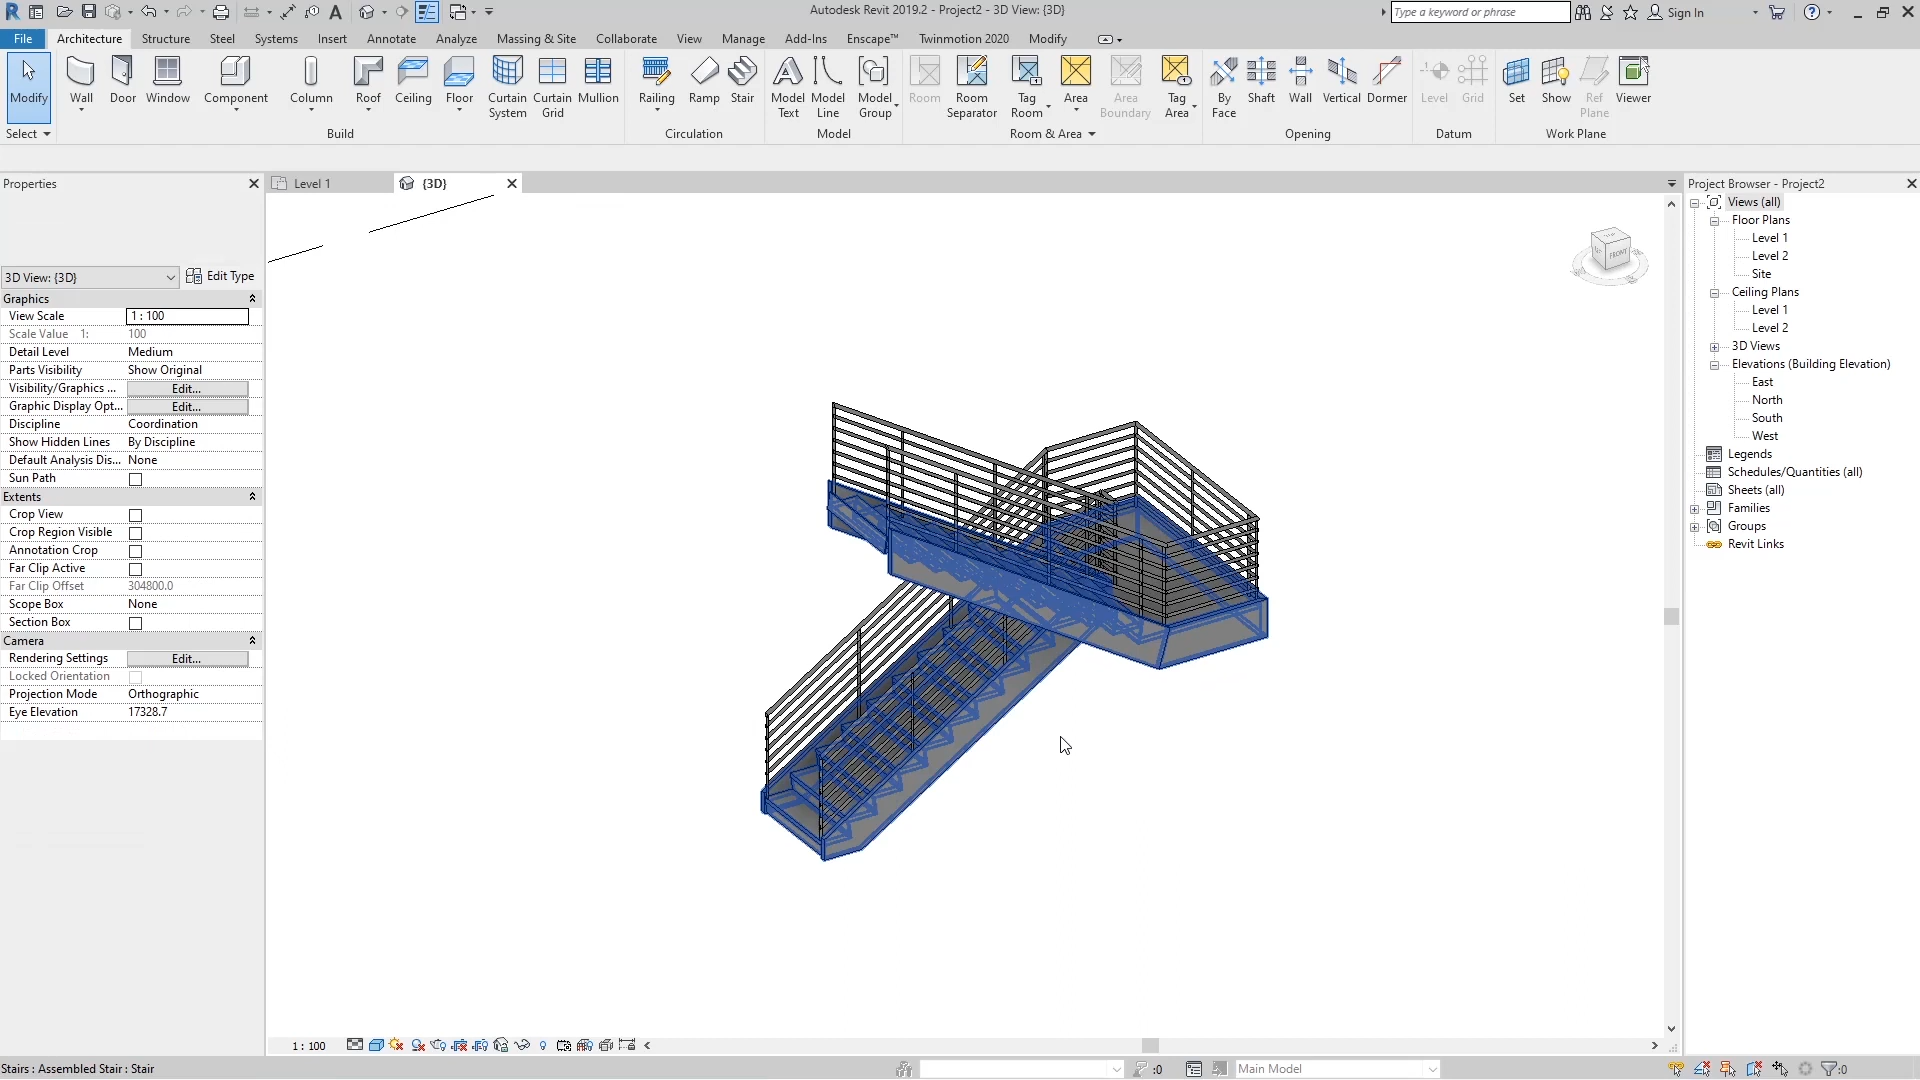 Autodesk Revit 2019.2 - Project2 - 3D View: {3D}
Type a keyword or phrase
Sign In
File Architecture Structure Steel Systems Insert Annotate Analyze Massing & Site Collaborate View Manage Add-Ins Enscape™ Twinmotion 2020 Modify
Modify
Wall
Door
Window
Component
Column
Roof
Ceiling
Floor
Curtain System
Curtain Grid
Mullion
Railing
Ramp
Stair
Model Text
Model Line
Model Group
Room
Room Separator
Tag Room
Area
Area Boundary
Tag Area
By Face
Shaft
Wall
Vertical
Dormer
Level
Grid
Set
Show
Ref Plane
Viewer
Select Build Circulation Model Room & Area Opening Datum Work Plane
Properties
3D View: {3D}
Edit Type
Graphics
View Scale 1 : 100
Scale Value 1: 100
Detail Level Medium
Parts Visibility Show Original
Visibility/Graphics ... Edit...
Graphic Display Opt... Edit...
Discipline Coordination
Show Hidden Lines By Discipline
Default Analysis Dis... None
Sun Path
Extents
Crop View
Crop Region Visible
Annotation Crop
Far Clip Active
Far Clip Offset 304800.0
Scope Box None
Section Box
Camera
Rendering Settings Edit...
Locked Orientation
Projection Mode Orthographic
Eye Elevation 17328.7
Level 1
{3D}
FRONT
Project Browser - Project2
Views (all)
Floor Plans
Level 1
Level 2
Site
Ceiling Plans
Level 1
Level 2
3D Views
Elevations (Building Elevation)
East
North
South
West
Legends
Schedules/Quantities (all)
Sheets (all)
Families
Groups
Revit Links
1 : 100
Stairs : Assembled Stair : Stair
:0
Main Model
:0